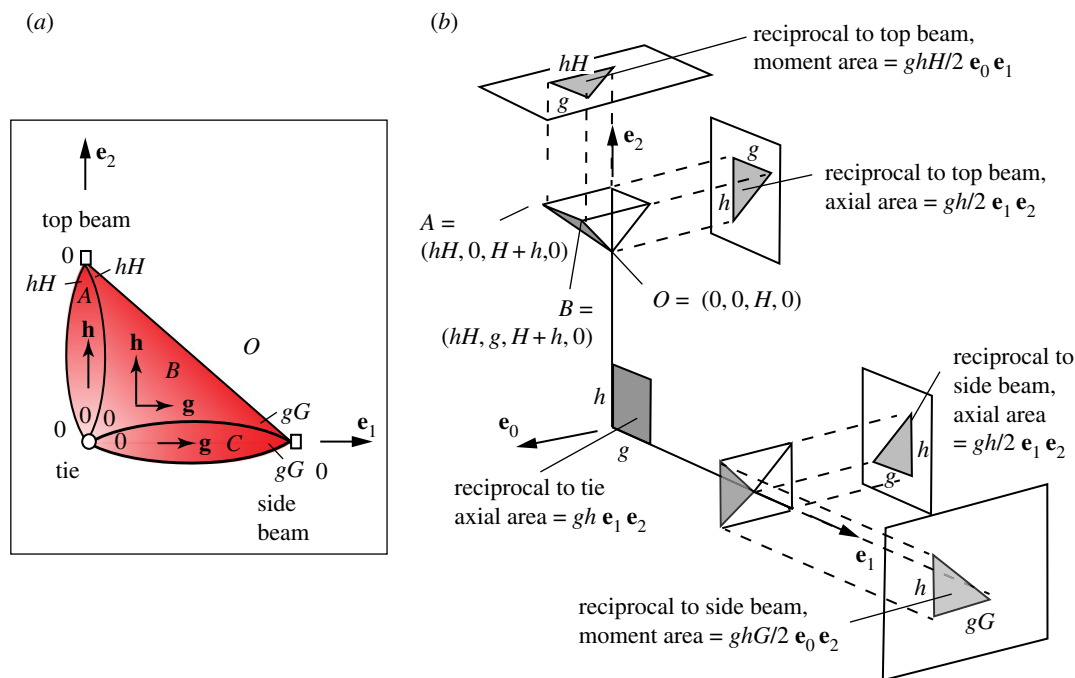 (a)
e₂
top beam
0
hH
hH
A
h
h
B
O
g
gG
0
0
0
0
g
C
e₁
tie
gG
0
side
beam
(b)
reciprocal to top beam,
moment area = ghH/2 e₀ e₁
hH
g
e₂
g
h
reciprocal to top beam,
axial area = gh/2 e₁ e₂
A =
(hH, 0, H + h,0)
B =
(hH, g, H + h, 0)
O = (0, 0, H, 0)
reciprocal to
side beam,
axial area
= gh/2 e₁ e₂
h
g
e₀
h
g
reciprocal to tie
axial area = gh e₁ e₂
e₁
h
gG
reciprocal to side beam,
moment area = ghG/2 e₀ e₂